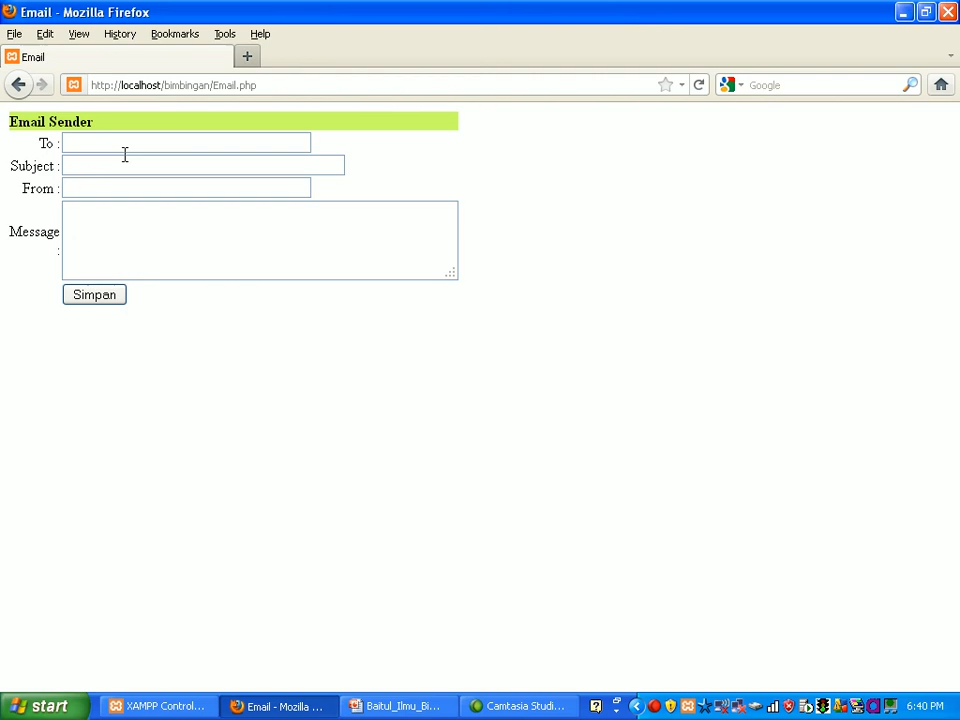 Email - Mozilla Firefox
File Edit View History Bookmarks Tools Help
Email
http://localhost/bimbingan/Email.php
Google
Email Sender
To :
Subject :
From :
Message
:
Simpan
start
XAMPP Control...
Email - Mozilla ...
Baitul_Ilmu_Bi...
Camtasia Studi...
6:40 PM